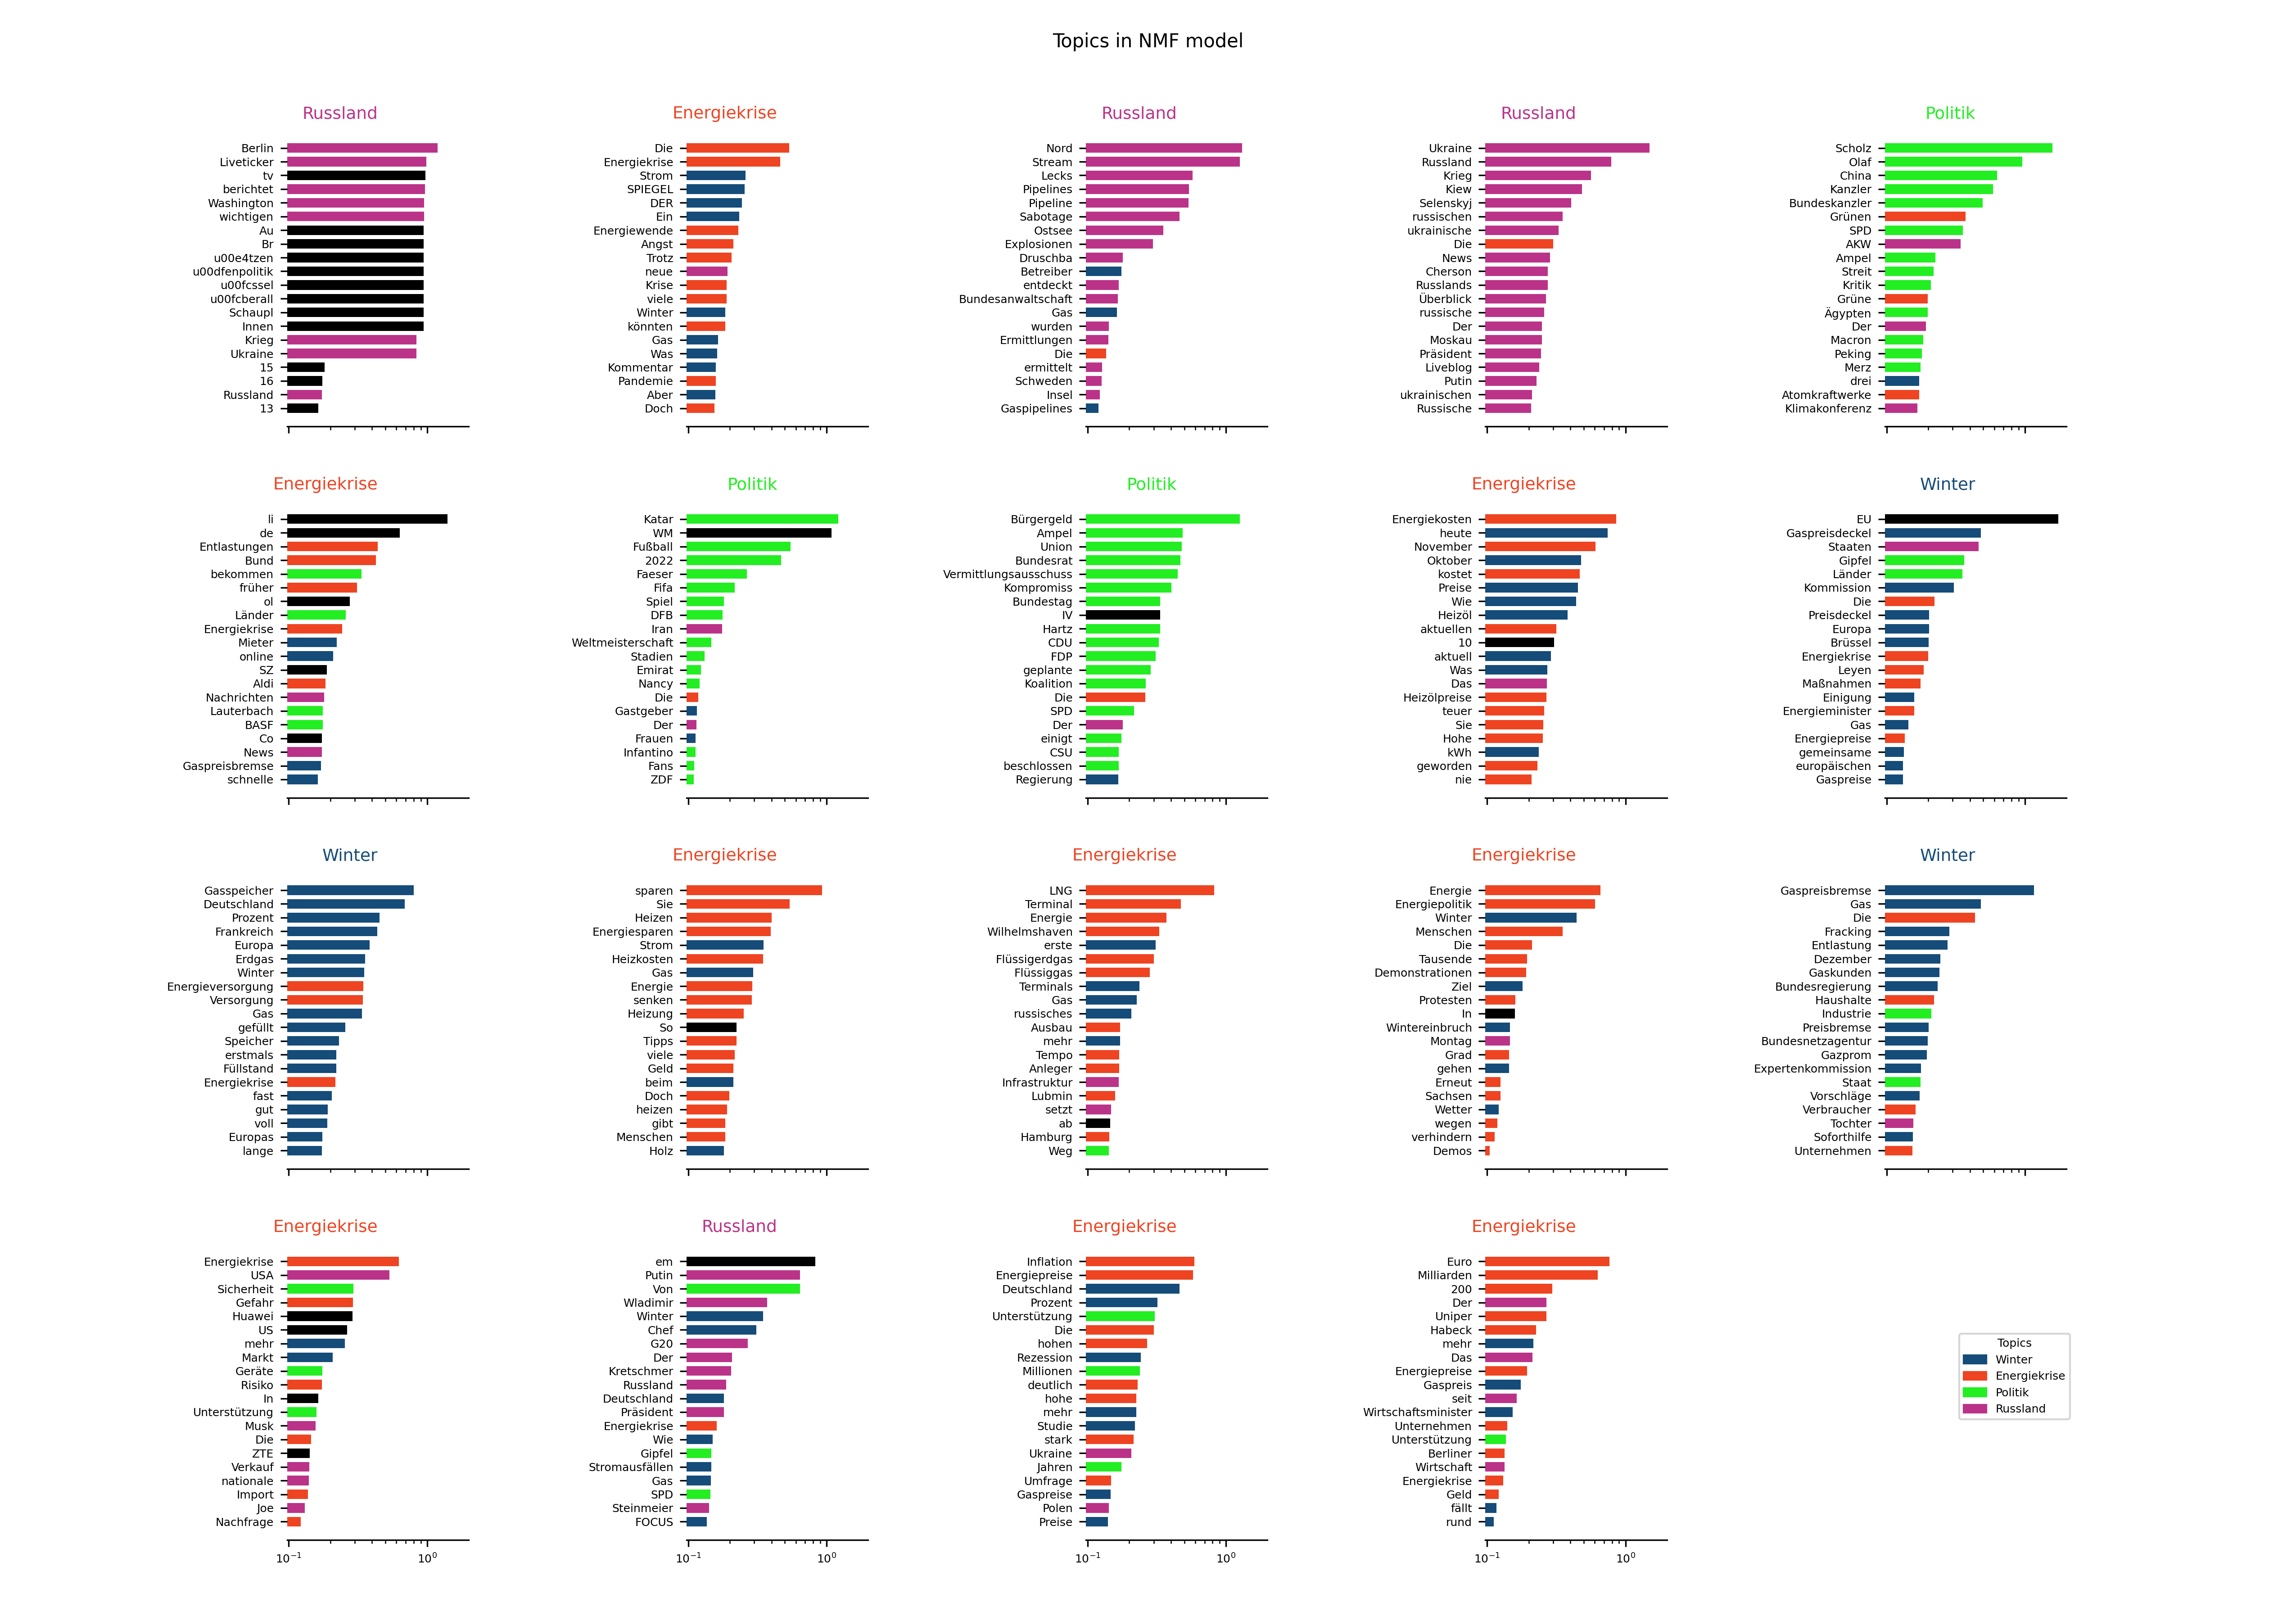 Topics in NMF model
Russland
Berlin
Liveticker
tv
berichtet
Washington
wichtigen
Au
Br
u00e4tzen
u00dfenpolitik
u00fcssel
u00fcberall
Schaupl
Innen
Krieg
Ukraine
15
16
Russland
13
Energiekrise
Die
Energiekrise
Strom
SPIEGEL
DER
Ein
Energiewende
Angst
Trotz
neue
Krise
viele
Winter
könnten
Gas
Was
Kommentar
Pandemie
Aber
Doch
Russland
Nord
Stream
Lecks
Pipelines
Pipeline
Sabotage
Ostsee
Explosionen
Druschba
Betreiber
entdeckt
Bundesanwaltschaft
Gas
wurden
Ermittlungen
Die
ermittelt
Schweden
Insel
Gaspipelines
Russland
Ukraine
Russland
Krieg
Kiew
Selenskyj
russischen
ukrainische
Die
News
Cherson
Russlands
Überblick
russische
Der
Moskau
Präsident
Liveblog
Putin
ukrainischen
Russische
Politik
Scholz
Olaf
China
Kanzler
Bundeskanzler
Grünen
SPD
AKW
Ampel
Streit
Kritik
Grüne
Ägypten
Der
Macron
Peking
Merz
drei
Atomkraftwerke
Klimakonferenz
Energiekrise
li
de
Entlastungen
Bund
bekommen
früher
ol
Länder
Energiekrise
Mieter
online
SZ
Aldi
Nachrichten
Lauterbach
BASF
Co
News
Gaspreisbremse
schnelle
Politik
Katar
WM
Fußball
2022
Faeser
Fifa
Spiel
DFB
Iran
Weltmeisterschaft
Stadien
Emirat
Nancy
Die
Gastgeber
Der
Frauen
Infantino
Fans
ZDF
Politik
Bürgergeld
Ampel
Union
Bundesrat
Vermittlungsausschuss
Kompromiss
Bundestag
IV
Hartz
CDU
FDP
geplante
Koalition
Die
SPD
Der
einigt
CSU
beschlossen
Regierung
Energiekrise
Energiekosten
heute
November
Oktober
kostet
Preise
Wie
Heizöl
aktuellen
10
aktuell
Was
Das
Heizölpreise
teuer
Sie
Hohe
kWh
geworden
nie
Winter
EU
Gaspreisdeckel
Staaten
Gipfel
Länder
Kommission
Die
Preisdeckel
Europa
Brüssel
Energiekrise
Leyen
Maßnahmen
Einigung
Energieminister
Gas
Energiepreise
gemeinsame
europäischen
Gaspreise
Winter
Gasspeicher
Deutschland
Prozent
Frankreich
Europa
Erdgas
Winter
Energieversorgung
Versorgung
Gas
gefüllt
Speicher
erstmals
Füllstand
Energiekrise
fast
gut
voll
Europas
lange
Energiekrise
sparen
Sie
Heizen
Energiesparen
Strom
Heizkosten
Gas
Energie
senken
Heizung
So
Tipps
viele
Geld
beim
Doch
heizen
gibt
Menschen
Holz
Energiekrise
LNG
Terminal
Energie
Wilhelmshaven
erste
Flüssigerdgas
Flüssiggas
Terminals
Gas
russisches
Ausbau
mehr
Tempo
Anleger
Infrastruktur
Lubmin
setzt
ab
Hamburg
Weg
Energiekrise
Energie
Energiepolitik
Winter
Menschen
Die
Tausende
Demonstrationen
Ziel
Protesten
In
Wintereinbruch
Montag
Grad
gehen
Erneut
Sachsen
Wetter
wegen
verhindern
Demos
Winter
Gaspreisbremse
Gas
Die
Fracking
Entlastung
Dezember
Gaskunden
Bundesregierung
Haushalte
Industrie
Preisbremse
Bundesnetzagentur
Gazprom
Expertenkommission
Staat
Vorschläge
Verbraucher
Tochter
Soforthilfe
Unternehmen
Energiekrise
Energiekrise
USA
Sicherheit
Gefahr
Huawei
US
mehr
Markt
Geräte
Risiko
In
Unterstützung
Musk
Die
ZTE
Verkauf
nationale
Import
Joe
Nachfrage
10⁻¹ 10⁰
Russland
em
Putin
Von
Wladimir
Winter
Chef
G20
Der
Kretschmer
Russland
Deutschland
Präsident
Energiekrise
Wie
Gipfel
Stromausfällen
Gas
SPD
Steinmeier
FOCUS
10⁻¹ 10⁰
Energiekrise
Inflation
Energiepreise
Deutschland
Prozent
Unterstützung
Die
hohen
Rezession
Millionen
deutlich
hohe
mehr
Studie
stark
Ukraine
Jahren
Umfrage
Gaspreise
Polen
Preise
10⁻¹ 10⁰
Energiekrise
Euro
Milliarden
200
Der
Uniper
Habeck
mehr
Das
Energiepreise
Gaspreis
seit
Wirtschaftsminister
Unternehmen
Unterstützung
Berliner
Wirtschaft
Energiekrise
Geld
fällt
rund
10⁻¹ 10⁰
Topics
Winter
Energiekrise
Politik
Russland